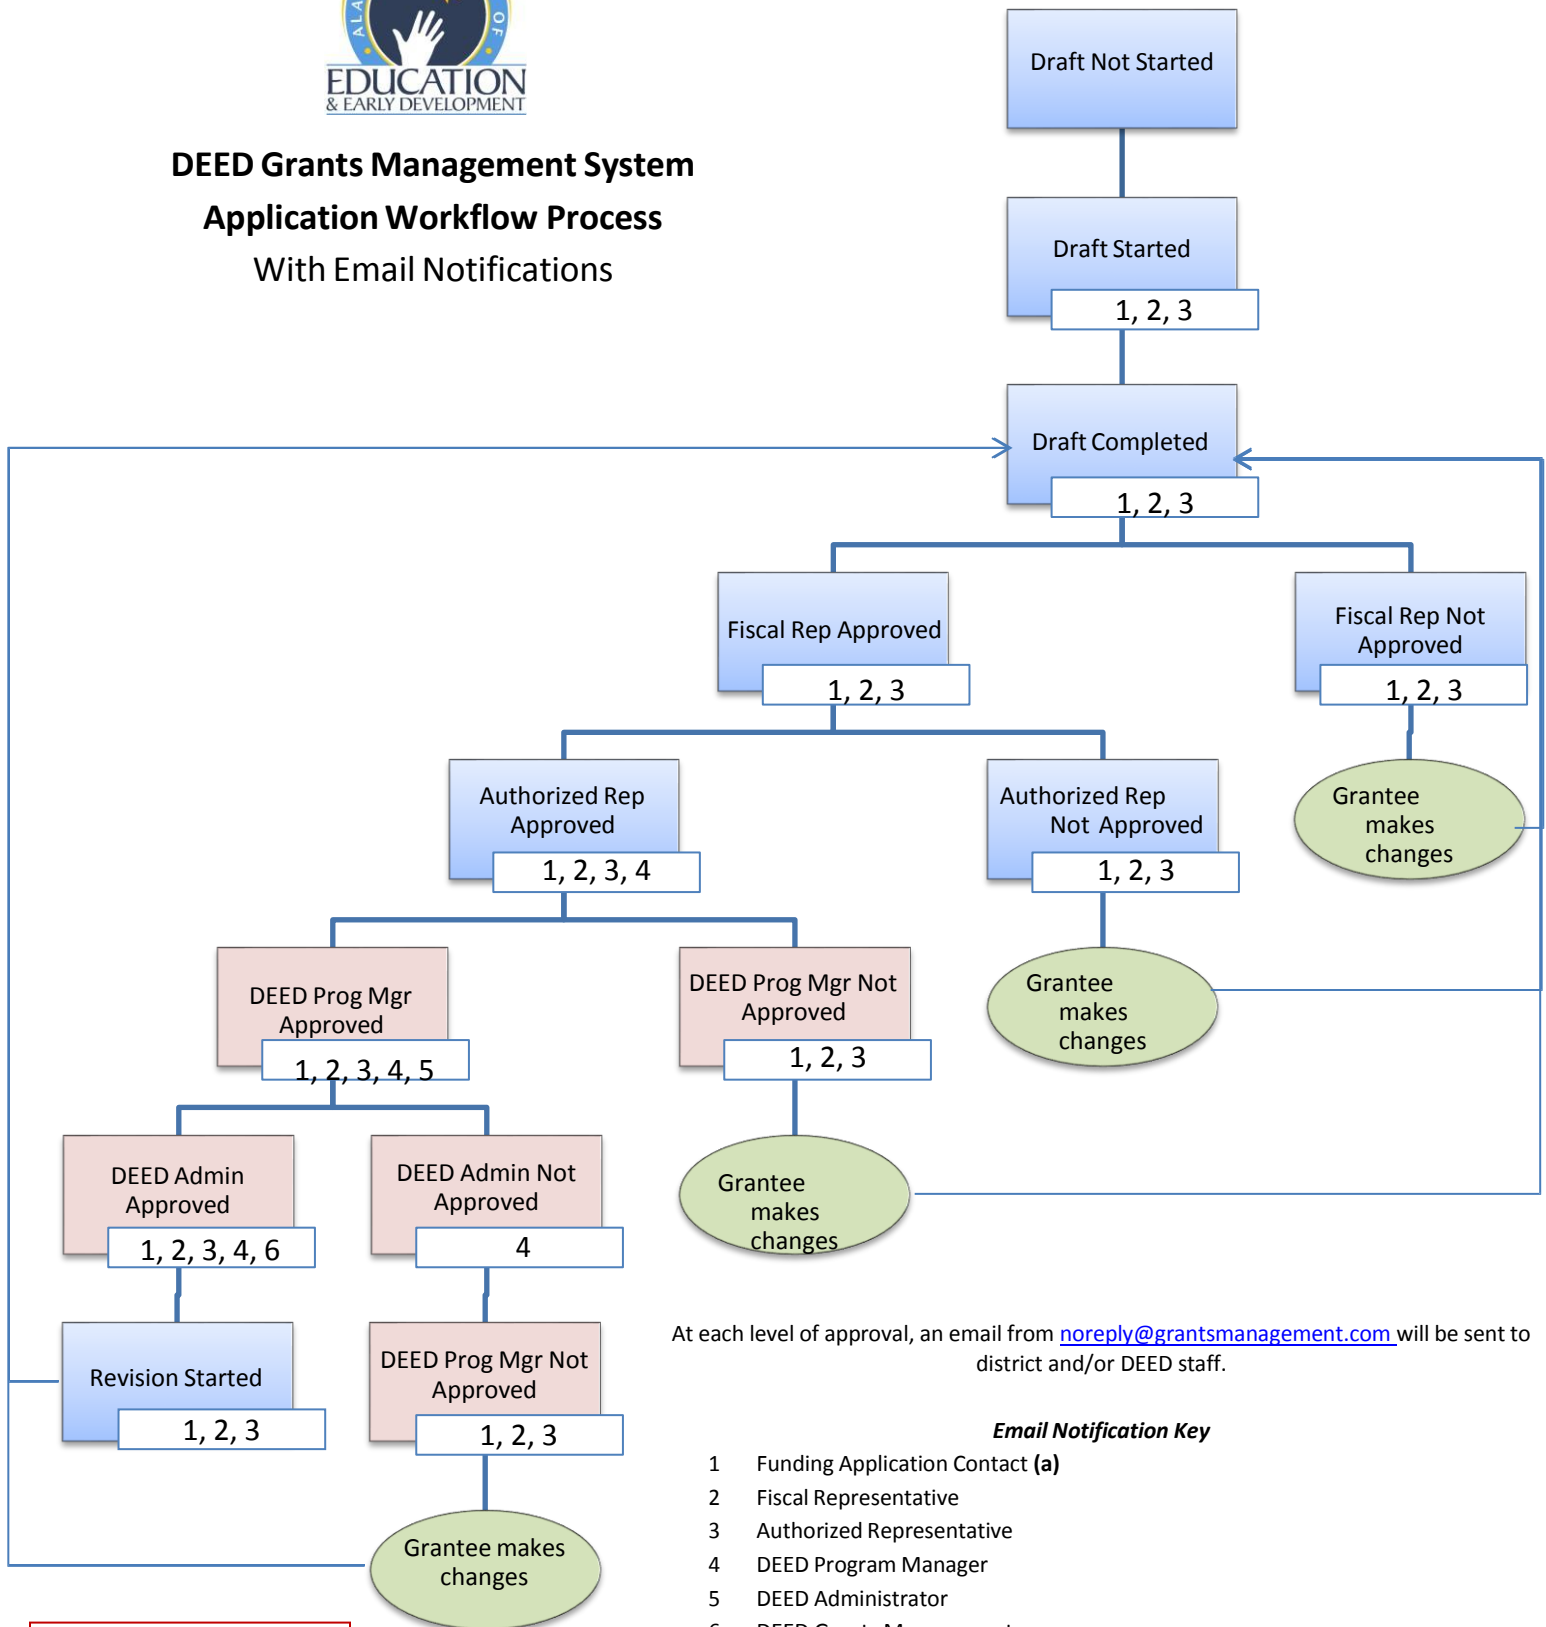 ALA
OF
EDUCATION
& EARLY DEVELOPMENT
DEED Grants Management System
Application Workflow Process
With Email Notifications
Draft Not Started
Draft Started
1, 2, 3
Draft Completed
1, 2, 3
Fiscal Rep Approved
1, 2, 3
Fiscal Rep Not
Approved
1, 2, 3
Authorized Rep
Approved
1, 2, 3, 4
Authorized Rep
Not Approved
1, 2, 3
Grantee
makes
changes
DEED Prog Mgr
Approved
1, 2, 3, 4, 5
DEED Prog Mgr Not
Approved
1, 2, 3
Grantee
makes
changes
DEED Admin
Approved
1, 2, 3, 4, 6
DEED Admin Not
Approved
4
Grantee
makes
changes
Revision Started
1, 2, 3
DEED Prog Mgr Not
Approved
1, 2, 3
Grantee makes
changes
At each level of approval, an email from noreply@grantsmanagement.com will be sent to
district and/or DEED staff.
Email Notification Key
1 Funding Application Contact (a)
2 Fiscal Representative
3 Authorized Representative
4 DEED Program Manager
5 DEED Administrator
6 DEED Grants Management